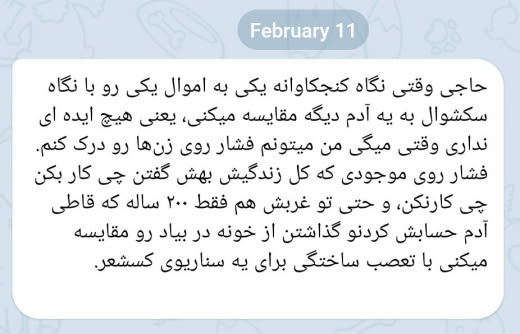 February 11
حاجی وقتی نگاه کنجکاوانه یکی به اموال یکی رو با نگاه
سکشوال به یه آدم دیگه مقایسه میکنی، یعنی هیچ ایده ای
نداری وقتی میگی من میتونم فشار روی زن‌ها رو درک کنم.
فشار روی موجودی که کل زندگیش بهش گفتن چی کار بکن
چی کارنکن، و حتی تو غربش هم فقط ۲۰۰ ساله که قاطی
آدم حسابش کردنو گذاشتن از خونه در بیاد رو مقایسه
میکنی با تعصب ساختگی برای یه سناریوی کسشعر.